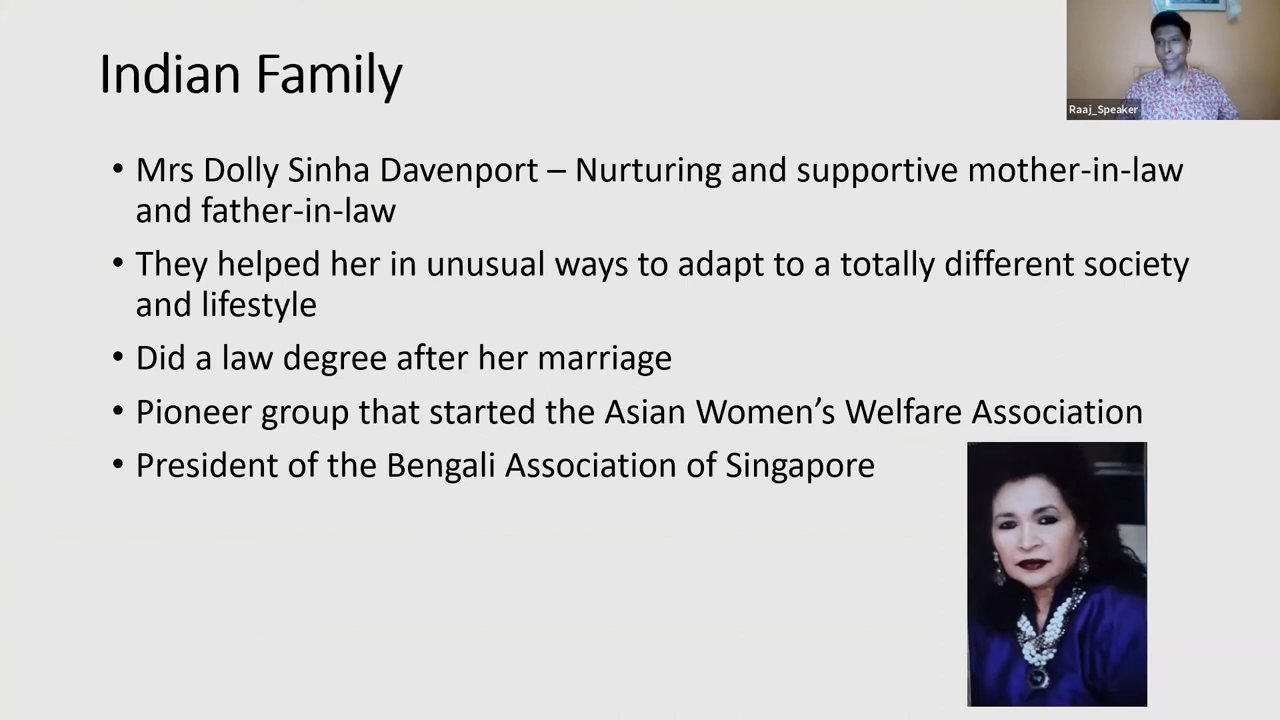 Indian Family
Raaj_Speaker
• Mrs Dolly Sinha Davenport – Nurturing and supportive mother-in-law
and father-in-law
• They helped her in unusual ways to adapt to a totally different society
and lifestyle
• Did a law degree after her marriage
• Pioneer group that started the Asian Women’s Welfare Association
• President of the Bengali Association of Singapore